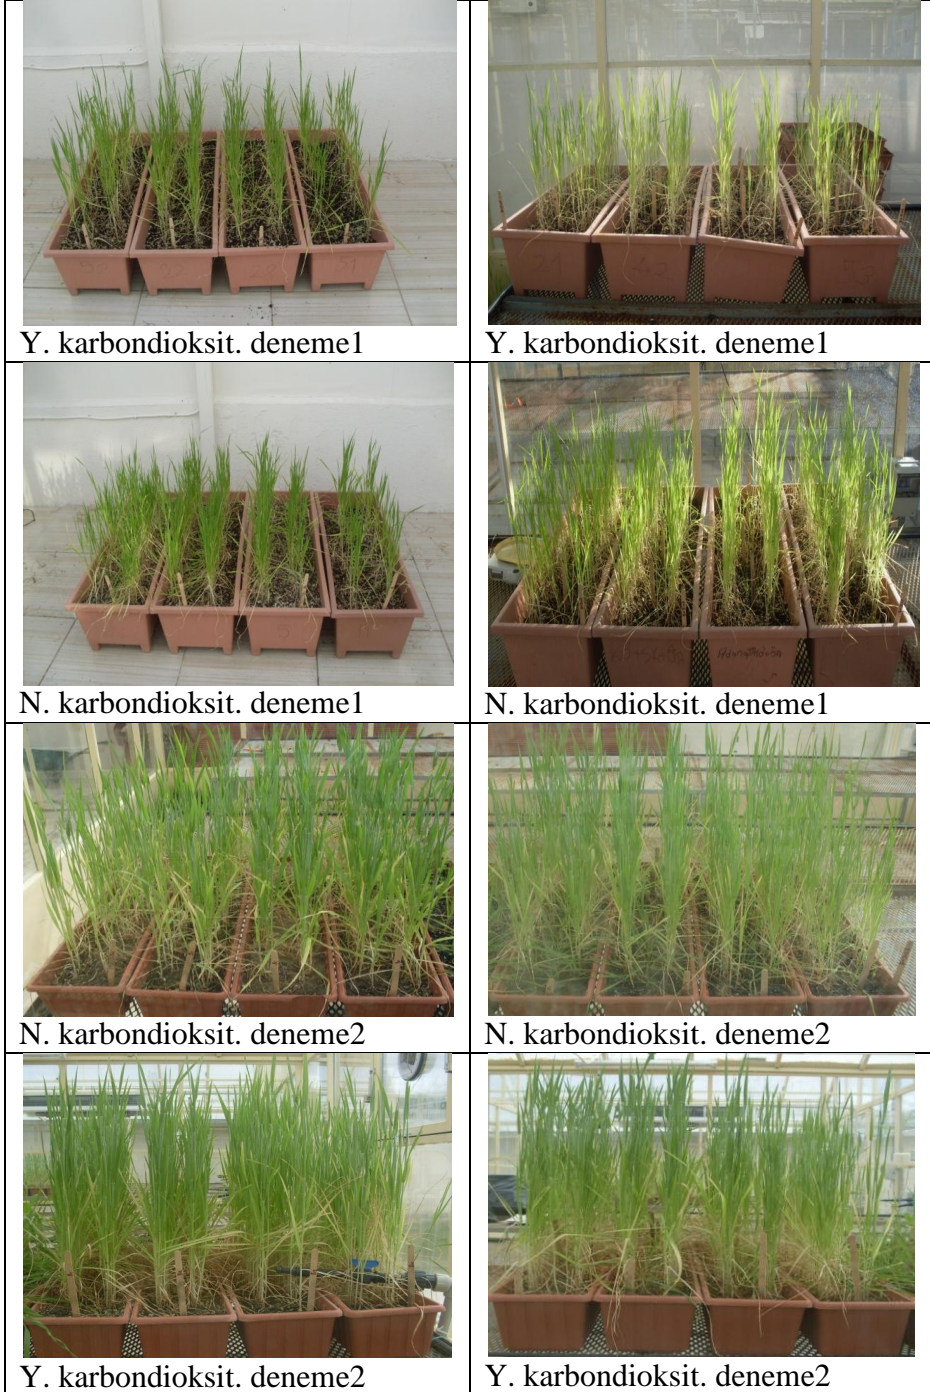 Y. karbondioksit. deneme1
Y. karbondioksit. deneme1
N. karbondioksit. deneme1
N. karbondioksit. deneme1
N. karbondioksit. deneme2
N. karbondioksit. deneme2
Y. karbondioksit. deneme2
Y. karbondioksit. deneme2